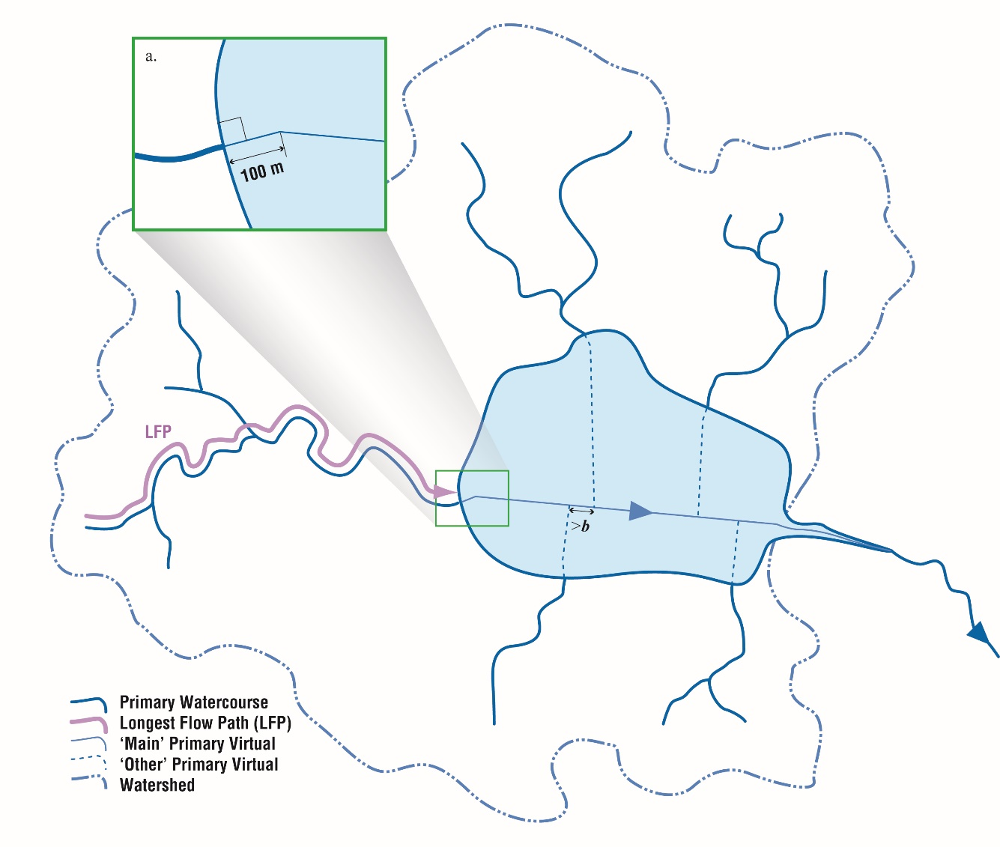 a.
100 m
LFP
>b
Primary Watercourse
Longest Flow Path (LFP)
‘Main’ Primary Virtual
‘Other’ Primary Virtual
Watershed